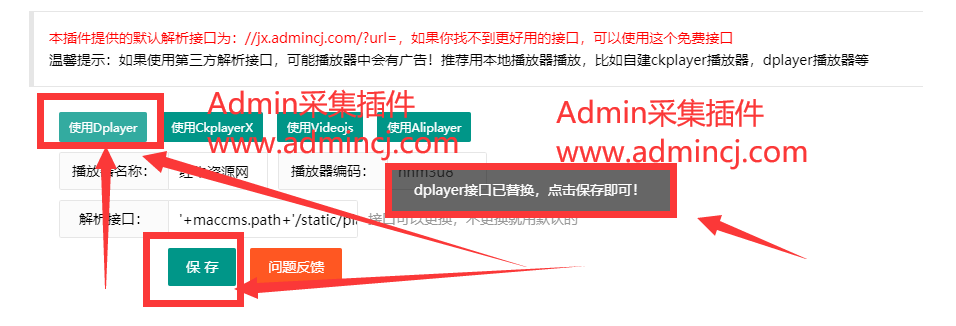 本插件提供的默认解析接口为：//jx.admincj.com/?url=，如果你找不到更好用的接口，可以使用这个免费接口
温馨提示：如果使用第三方解析接口，可能播放器中会有广告！推荐用本地播放器播放，比如自建ckplayer播放器，dplayer播放器等
Admin采集插件
www.admincj.com
Admin采集插件
www.admincj.com
使用Dplayer 使用CkplayerX 使用Videojs 使用Aliplayer
播放器名称： 资源网 播放器编码： hnm3u8
dplayer接口已替换，点击保存即可！
解析接口： '+maccms.path+'/static/pl 接口可以更换，不更换就用默认的
保 存 问题反馈